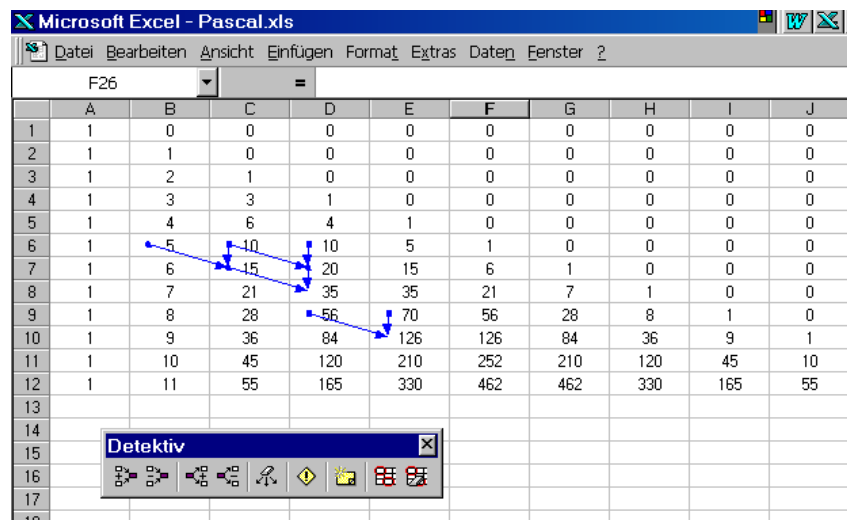 Microsoft Excel - Pascal.xls
Datei Bearbeiten Ansicht Einfügen Format Extras Daten Fenster ?
F26 =
A B C D E F G H I J
1 1 0 0 0 0 0 0 0 0 0
2 1 1 0 0 0 0 0 0 0 0
3 1 2 1 0 0 0 0 0 0 0
4 1 3 3 1 0 0 0 0 0 0
5 1 4 6 4 1 0 0 0 0 0
6 1 5 10 10 5 1 0 0 0 0
7 1 6 15 20 15 6 1 0 0 0
8 1 7 21 35 35 21 7 1 0 0
9 1 8 28 56 70 56 28 8 1 0
10 1 9 36 84 126 126 84 36 9 1
11 1 10 45 120 210 252 210 120 45 10
12 1 11 55 165 330 462 462 330 165 55
13
14
Detektiv
15
16
17